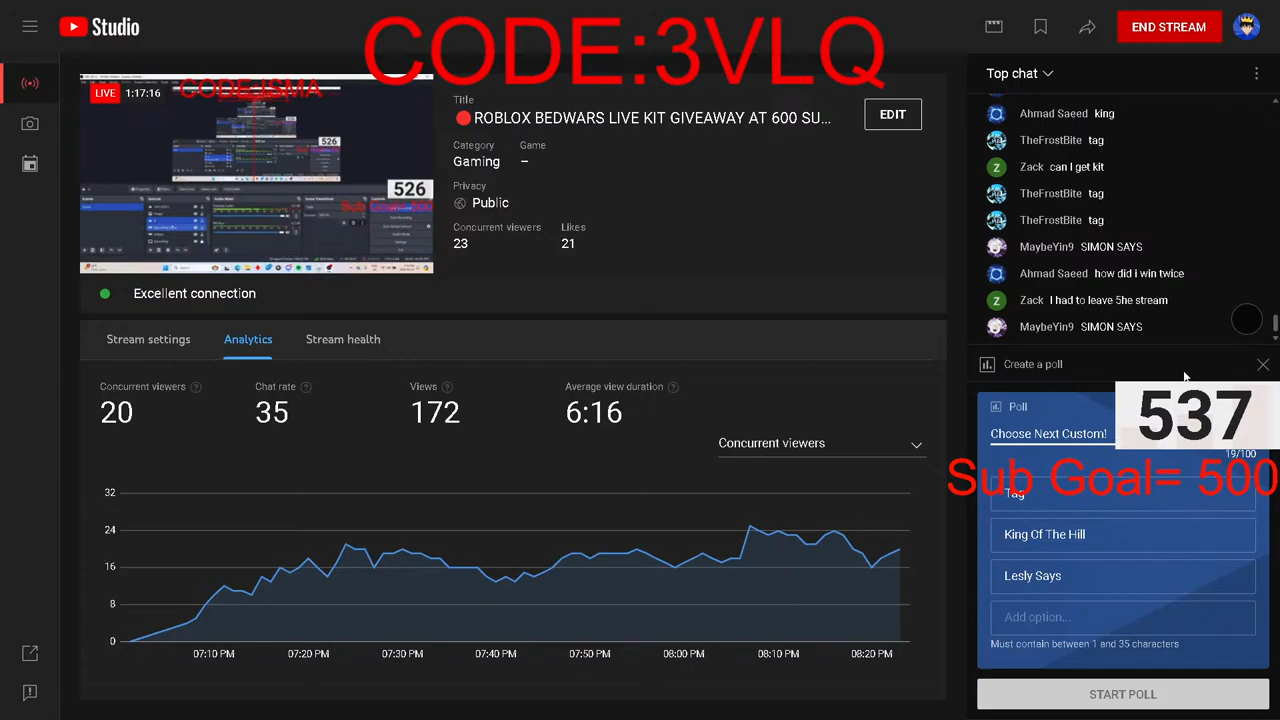 Studio
CODE:3VLQ
END STREAM
LIVE 1:17:16
526
526
Title
ROBLOX BEDWARS LIVE KIT GIVEAWAY AT 600 SU...
EDIT
Category
Game
Gaming
–
Privacy
Public
Concurrent viewers
Likes
23
21
Excellent connection
Stream settings
Analytics
Stream health
Concurrent viewers
Chat rate
Views
Average view duration
20
35
172
6:16
Concurrent viewers
32
24
16
8
0
07:10 PM
07:20 PM
07:30 PM
07:40 PM
07:50 PM
08:00 PM
08:10 PM
08:20 PM
Top chat
Ahmad Saeed king
TheFrostBite tag
Zack can I pick kit
TheFrostBite tag
TheFrostBite tag
MaybeYin9 SIMON SAYS
Ahmad Saeed how did i win twice
Zack I had to leave 5he stream
MaybeYin9 SIMON SAYS
Create a poll
Poll
Choose Next Custom!
537
19/100
Sub Goal= 500
Tag
King Of The Hill
Lesly Says
Add option...
Must contain between 1 and 35 characters
START POLL